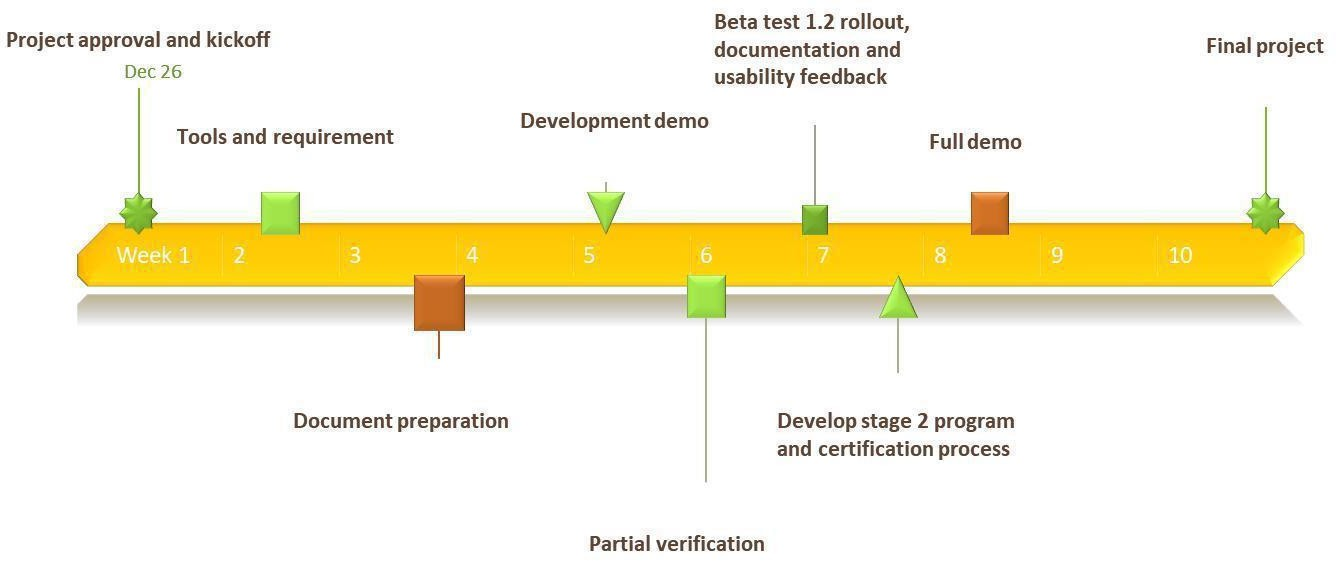 Project approval and kickoff
Dec 26
Tools and requirement
Development demo
Beta test 1.2 rollout,
documentation and
usability feedback
Full demo
Final project
Week 1 2 3 4 5 6 7 8 9 10
Document preparation
Develop stage 2 program
and certification process
Partial verification